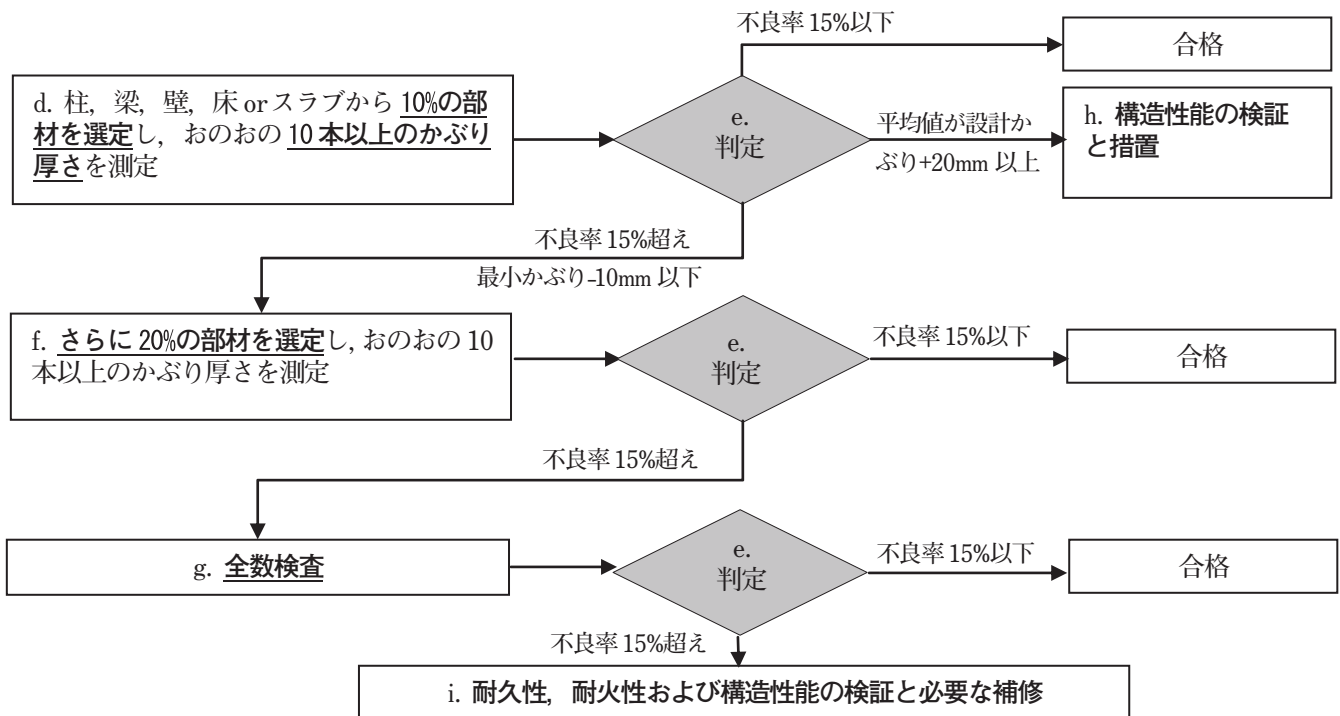 不良率 15%以下
合格
d. 柱，梁，壁，床 or スラブから 10%の部
材を選定し，おのおの 10 本以上のかぶり
厚さを測定
e.
判定
平均値が設計か
ぶり+20mm 以上
h. 構造性能の検証
と措置
不良率 15%超え
最小かぶり-10mm 以下
f. さらに 20%の部材を選定し，おのおの 10
本以上のかぶり厚さを測定
e.
判定
不良率 15%以下
合格
不良率 15%超え
g. 全数検査
e.
判定
不良率 15%以下
合格
不良率 15%超え
i. 耐久性，耐火性および構造性能の検証と必要な補修